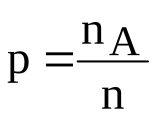 p = n_A / n